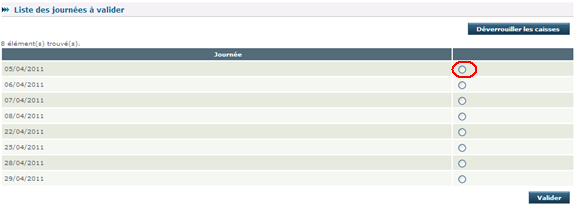 Liste des journées à valider
Déverrouiller les caisses
8 élément(s) trouvé(s).
Journée
05/04/2011
06/04/2011
07/04/2011
08/04/2011
22/04/2011
25/04/2011
28/04/2011
29/04/2011
Valider